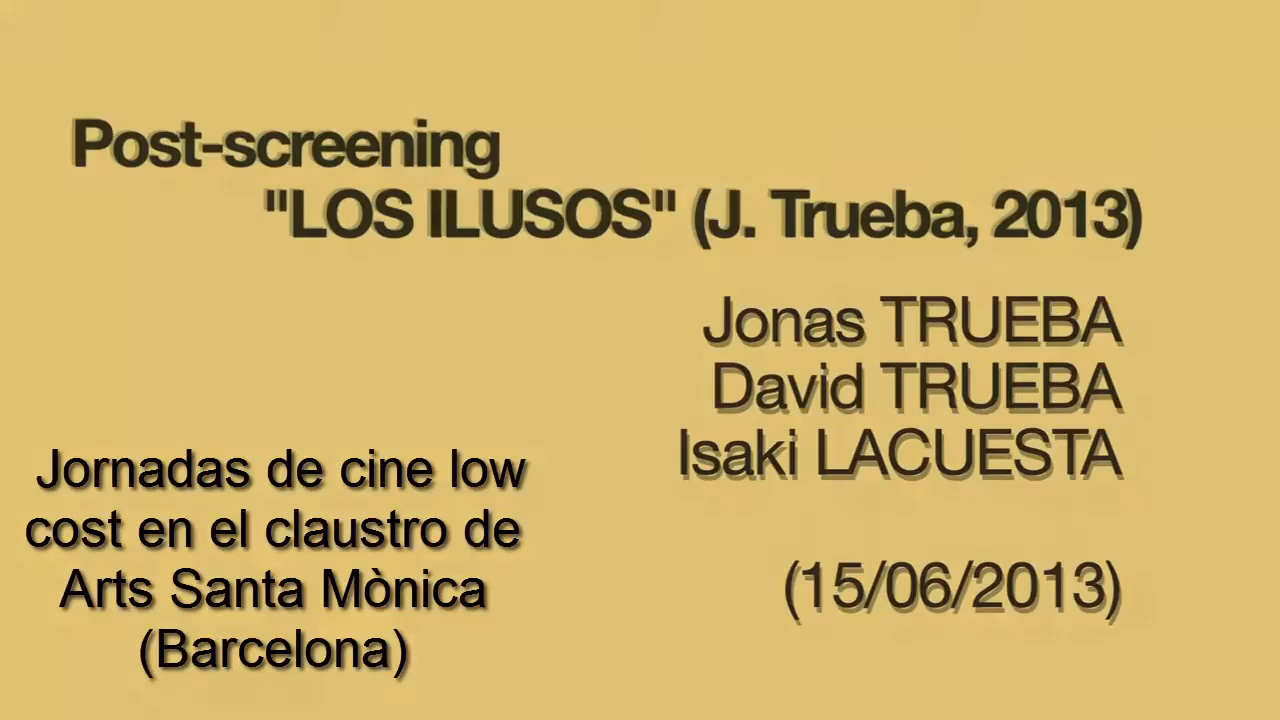 Post-screening
"LOS ILUSOS" (J. Trueba, 2013)
Jonas TRUEBA
David TRUEBA
Isaki LACUESTA
(15/06/2013)
Jornadas de cine low
cost en el claustro de
Arts Santa Mònica
(Barcelona)